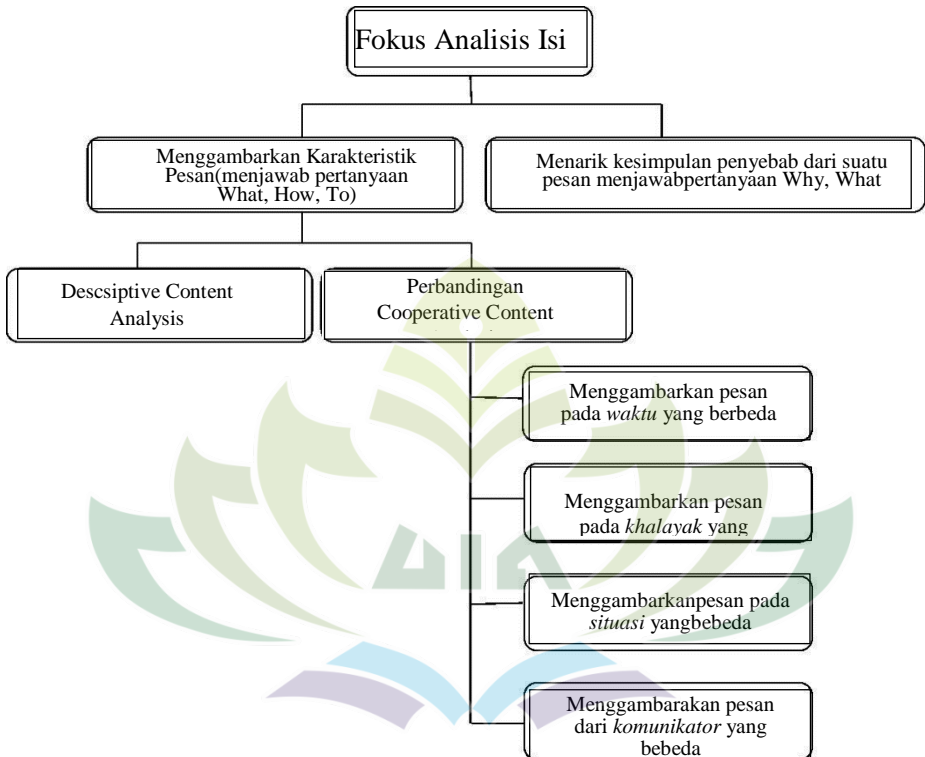 Fokus Analisis Isi
Menggambarkan Karakteristik
Pesan(menjawab pertanyaan
What, How, To)
Menarik kesimpulan penyebab dari suatu
pesan menjawabpertanyaan Why, What
Descsiptive Content
Analysis
Perbandingan
Cooperative Content
Menggambarkan pesan
pada waktu yang berbeda
Menggambarkan pesan
pada khalayak yang
Menggambarkanpesan pada
situasi yangbebeda
Menggambarakan pesan
dari komunikator yang
bebeda
UIN